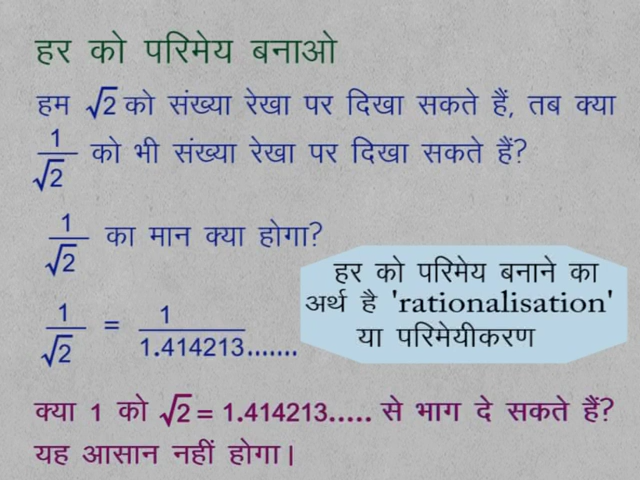 हर को परिमेय बनाओ
हम √2 को संख्या रेखा पर दिखा सकते हैं, तब क्या
1/√2 को भी संख्या रेखा पर दिखा सकते हैं?
1/√2 का मान क्या होगा?
हर को परिमेय बनाने का
अर्थ है 'rationalisation'
या परिमेयीकरण
1/√2 = 1/1.414213.......
क्या 1 को √2 = 1.414213..... से भाग दे सकते हैं?
यह आसान नहीं होगा।